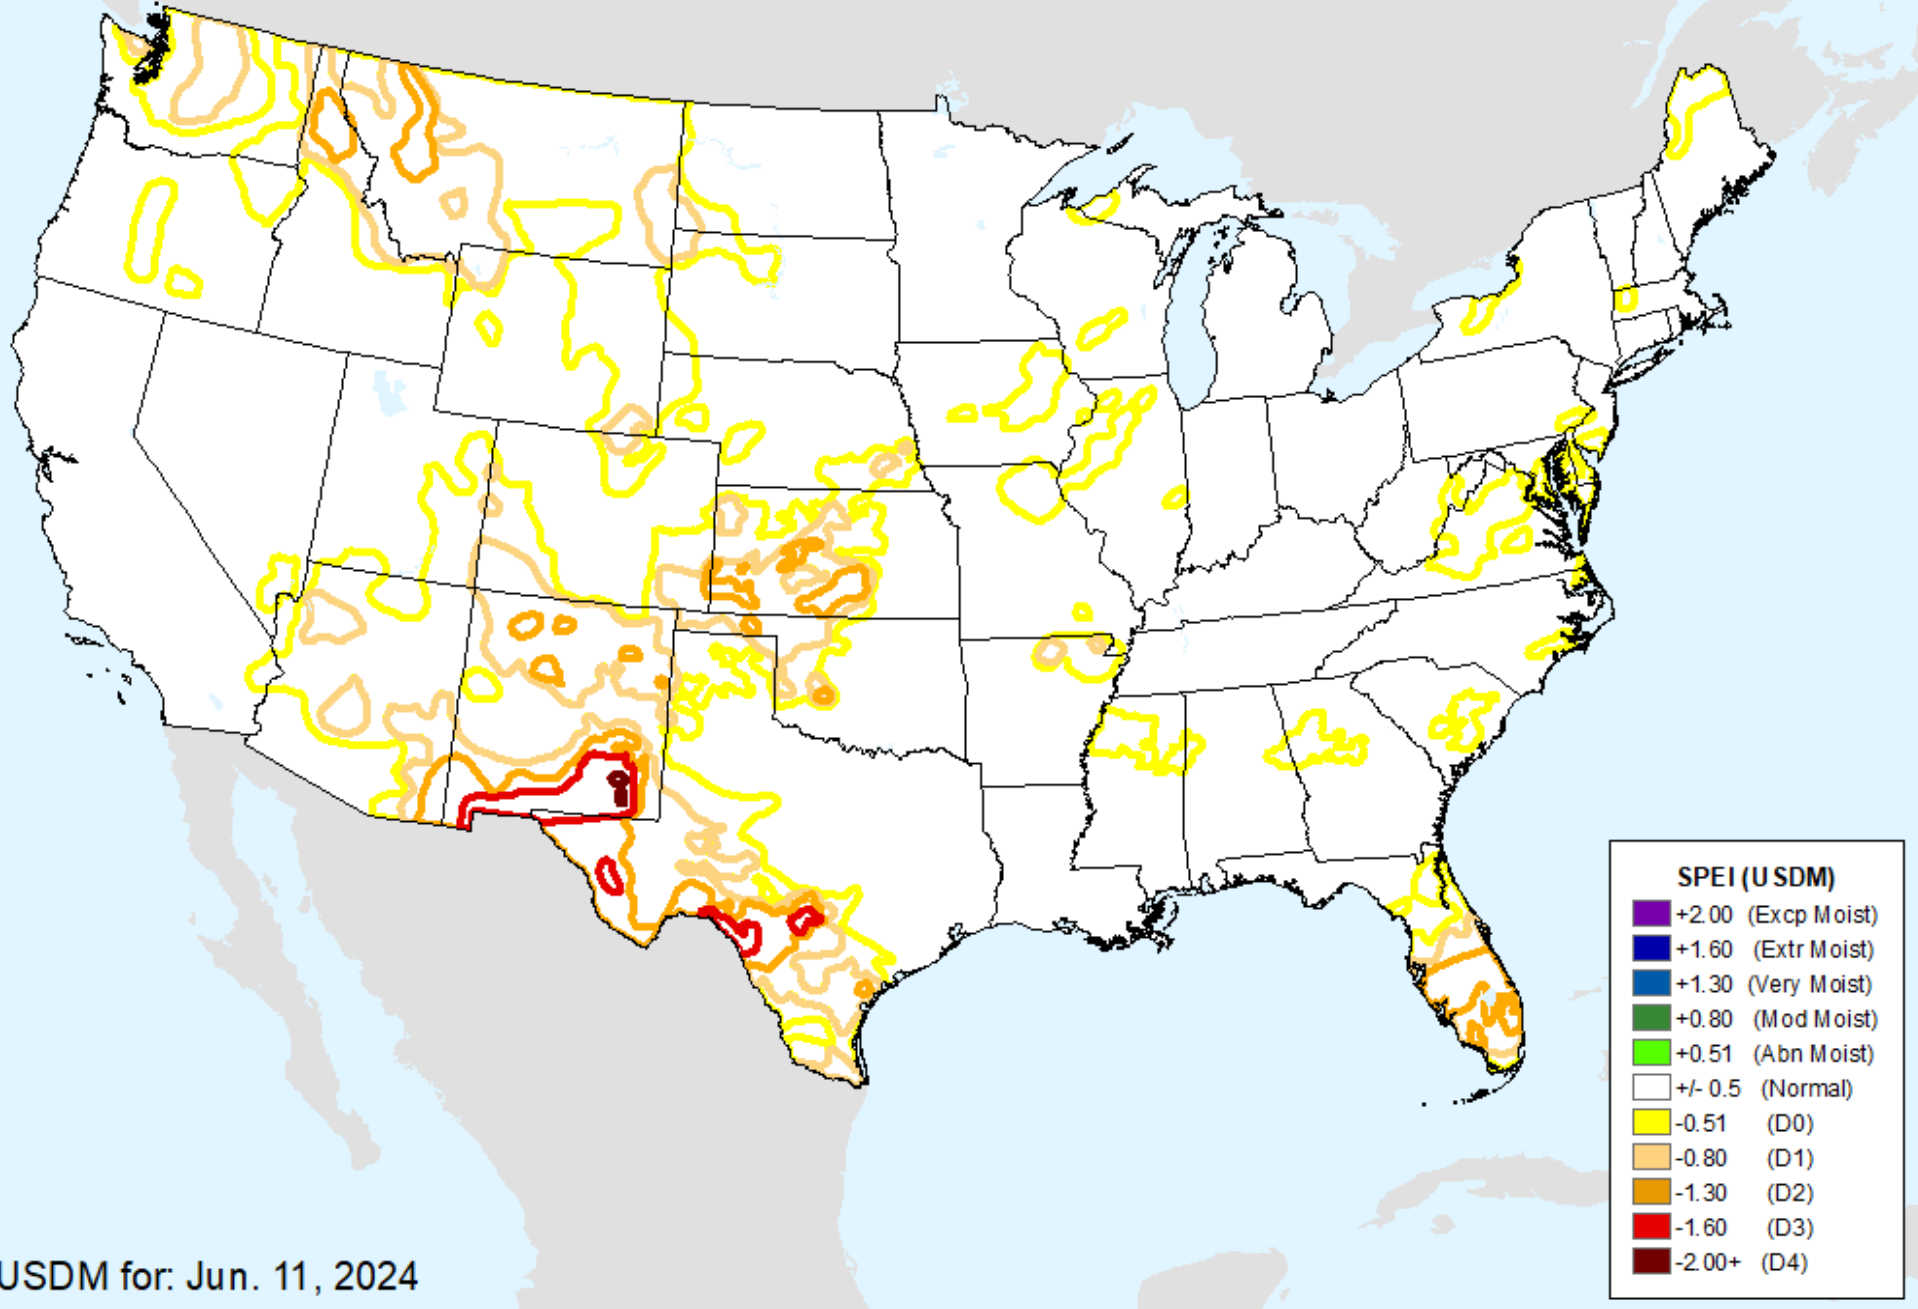 SPEI (USDM)
+2.00 (Excp Moist)
+1.60 (Extr Moist)
+1.30 (Very Moist)
+0.80 (Mod Moist)
+0.51 (Abn Moist)
+/- 0.5 (Normal)
-0.51 (D0)
-0.80 (D1)
-1.30 (D2)
-1.60 (D3)
-2.00+ (D4)
USDM for: Jun. 11, 2024